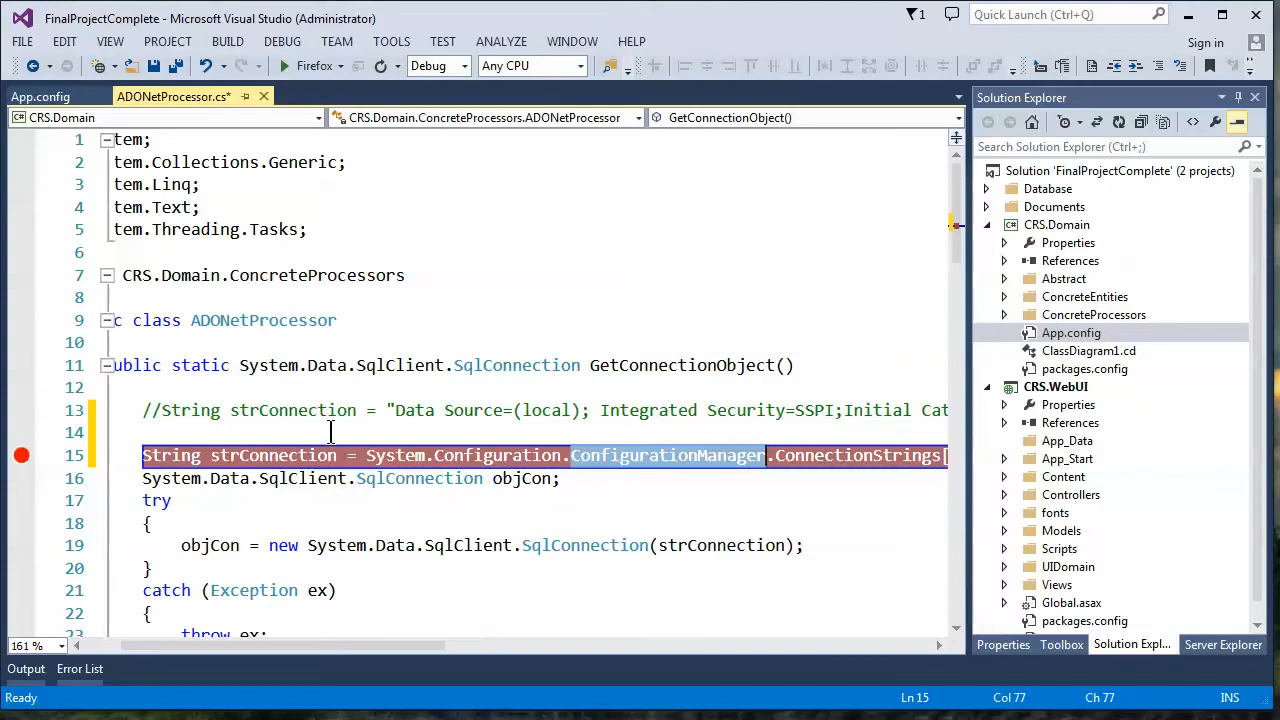 FinalProjectComplete - Microsoft Visual Studio (Administrator)
1
Quick Launch (Ctrl+Q)
FILE EDIT VIEW PROJECT BUILD DEBUG TEAM TOOLS TEST ANALYZE WINDOW HELP
Sign in
Firefox
Debug
Any CPU
App.config
ADONetProcessor.cs*
Solution Explorer
C# CRS.Domain
CRS.Domain.ConcreteProcessors.ADONetProcessor
GetConnectionObject()
1 tem;
2 tem.Collections.Generic;
3 tem.Linq;
4 tem.Text;
5 tem.Threading.Tasks;
6
7 CRS.Domain.ConcreteProcessors
8
9 c class ADONetProcessor
10
11 ublic static System.Data.SqlClient.SqlConnection GetConnectionObject()
12
13 //String strConnection = "Data Source=(local); Integrated Security=SSPI;Initial Cat
14
15 String strConnection = System.Configuration.ConfigurationManager.ConnectionStrings[
16 System.Data.SqlClient.SqlConnection objCon;
17 try
18 {
19 objCon = new System.Data.SqlClient.SqlConnection(strConnection);
20 }
21 catch (Exception ex)
22 {
23 throw ex;
161 %
Search Solution Explorer (Ctrl+;)
Solution 'FinalProjectComplete' (2 projects)
Database
Documents
C# CRS.Domain
Properties
References
Abstract
ConcreteEntities
ConcreteProcessors
App.config
ClassDiagram1.cd
packages.config
CRS.WebUI
Properties
References
App_Data
App_Start
Content
Controllers
fonts
Models
Scripts
UIDomain
Views
Global.asax
packages.config
Properties Toolbox Solution Expl... Server Explorer
Output Error List
Ready
Ln 15
Col 77
Ch 77
INS